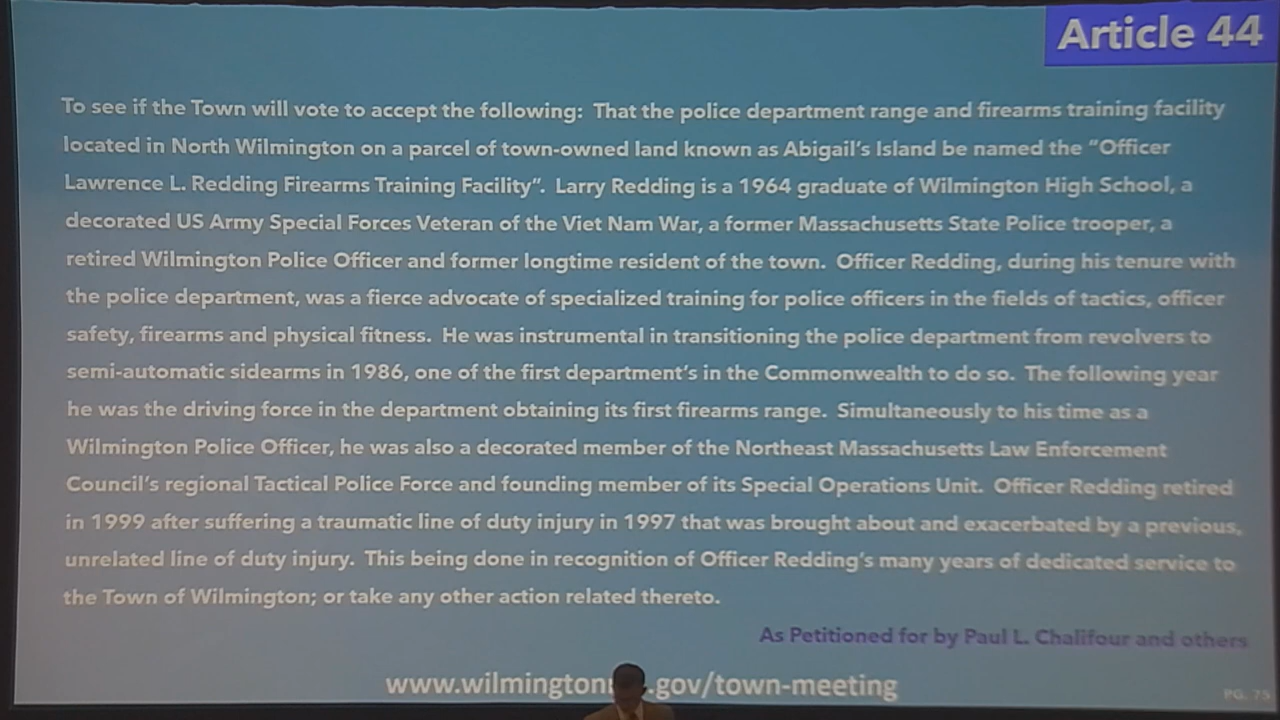 Article 44
To see if the Town will vote to accept the following: That the police department range and firearms training facility
located in North Wilmington on a parcel of town-owned land known as Abigail's Island be named the "Officer
Lawrence L. Redding Firearms Training Facility". Larry Redding is a 1964 graduate of Wilmington High School, a
decorated US Army Special Forces Veteran of the Viet Nam War, a former Massachusetts State Police trooper, a
retired Wilmington Police Officer and former longtime resident of the town. Officer Redding, during his tenure with
the police department, was a fierce advocate of specialized training for police officers in the fields of tactics, officer
safety, firearms and physical fitness. He was instrumental in transitioning the police department from revolvers to
semi-automatic sidearms in 1986, one of the first department's in the Commonwealth to do so. The following year
he was the driving force in the department obtaining its first firearms range. Simultaneously to his time as a
Wilmington Police Officer, he was also a decorated member of the Northeast Massachusetts Law Enforcement
Council's regional Tactical Police Force and founding member of its Special Operations Unit. Officer Redding retired
in 1999 after suffering a traumatic line of duty injury in 1997 that was brought about and exacerbated by a previous,
unrelated line of duty injury. This being done in recognition of Officer Redding's many years of dedicated service to
the Town of Wilmington; or take any other action related thereto.
As Petitioned for by Paul L. Chalifour and others
www.wilmington .gov/town-meeting
PG. 75